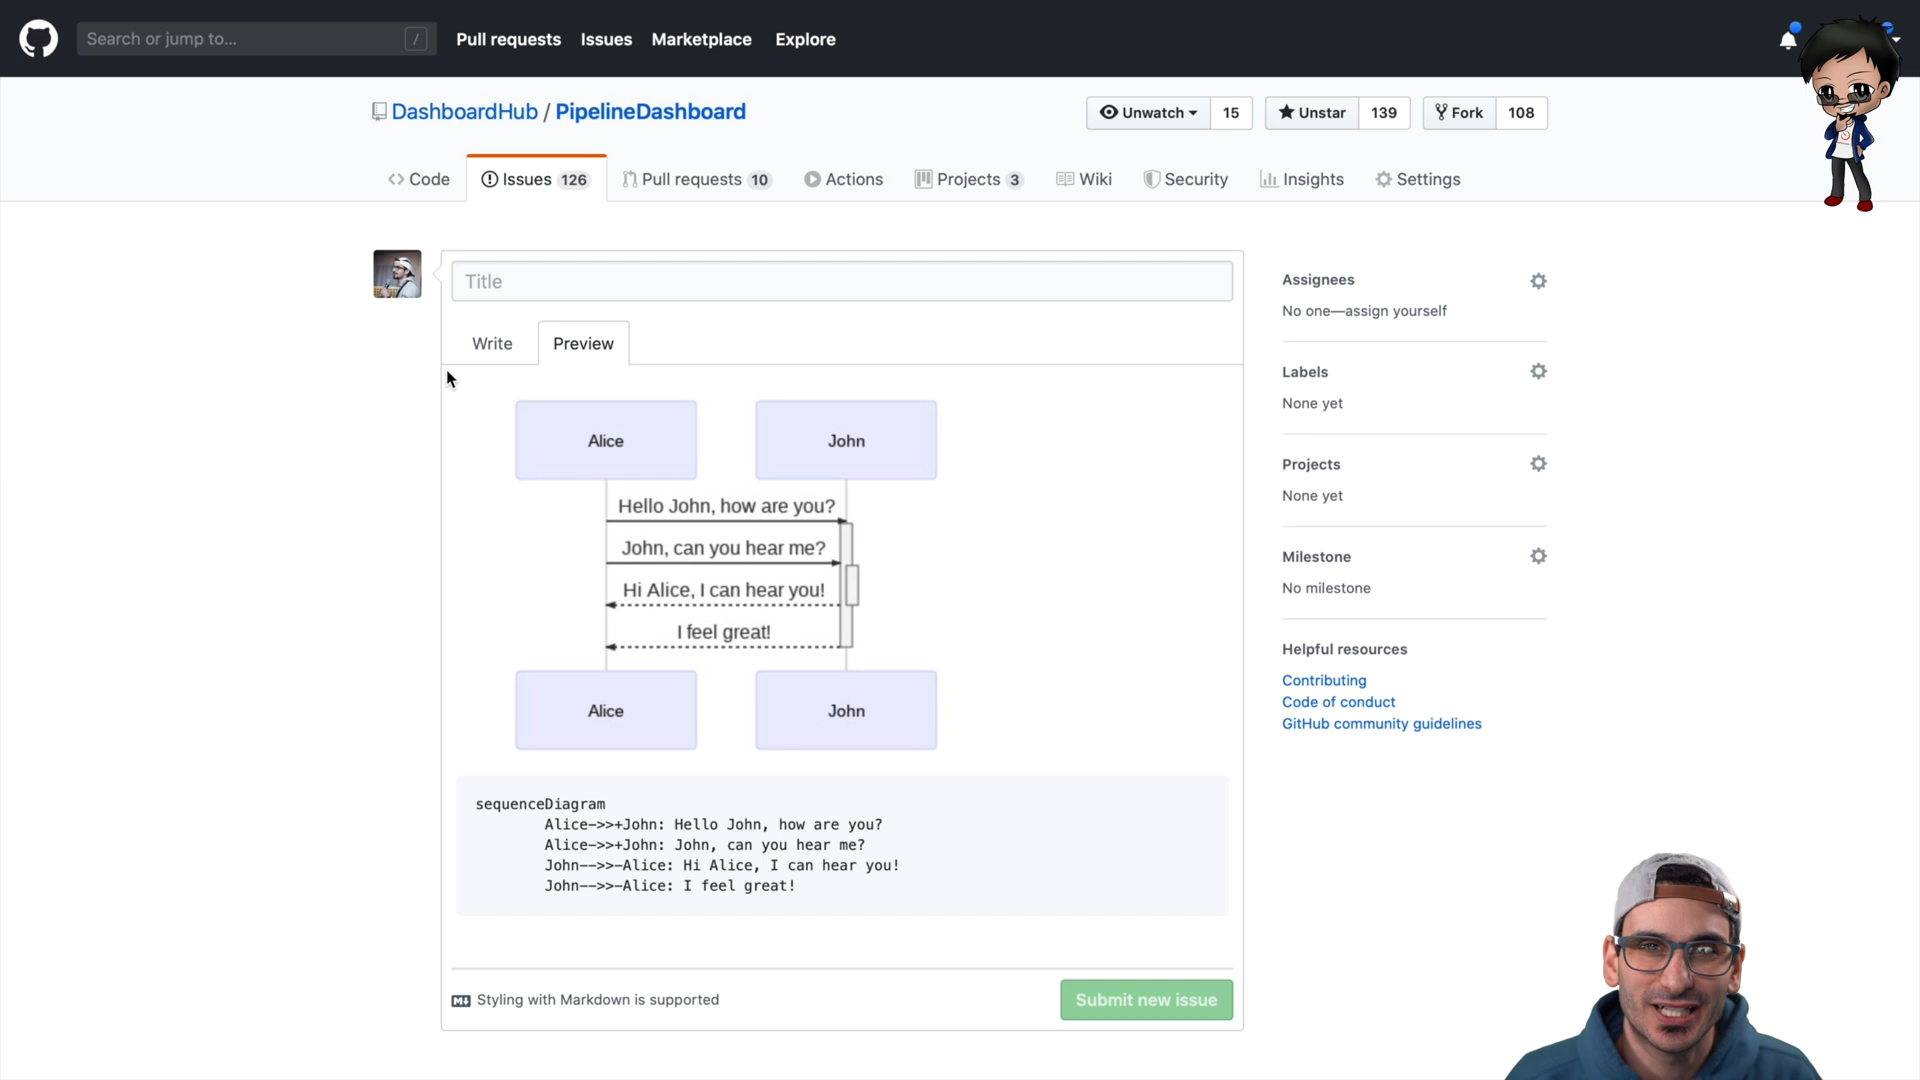 Search or jump to... /
Pull requests Issues Marketplace Explore
DashboardHub / PipelineDashboard
Unwatch 15 Unstar 139 Fork 108
Code Issues 126 Pull requests 10 Actions Projects 3 Wiki Security Insights Settings
Title
Write Preview
Alice John
Hello John, how are you?
John, can you hear me?
Hi Alice, I can hear you!
I feel great!
Alice John
sequenceDiagram
Alice->>+John: Hello John, how are you?
Alice->>+John: John, can you hear me?
John-->>-Alice: Hi Alice, I can hear you!
John-->>-Alice: I feel great!
Styling with Markdown is supported
Submit new issue
Assignees
No one—assign yourself
Labels
None yet
Projects
None yet
Milestone
No milestone
Helpful resources
Contributing
Code of conduct
GitHub community guidelines